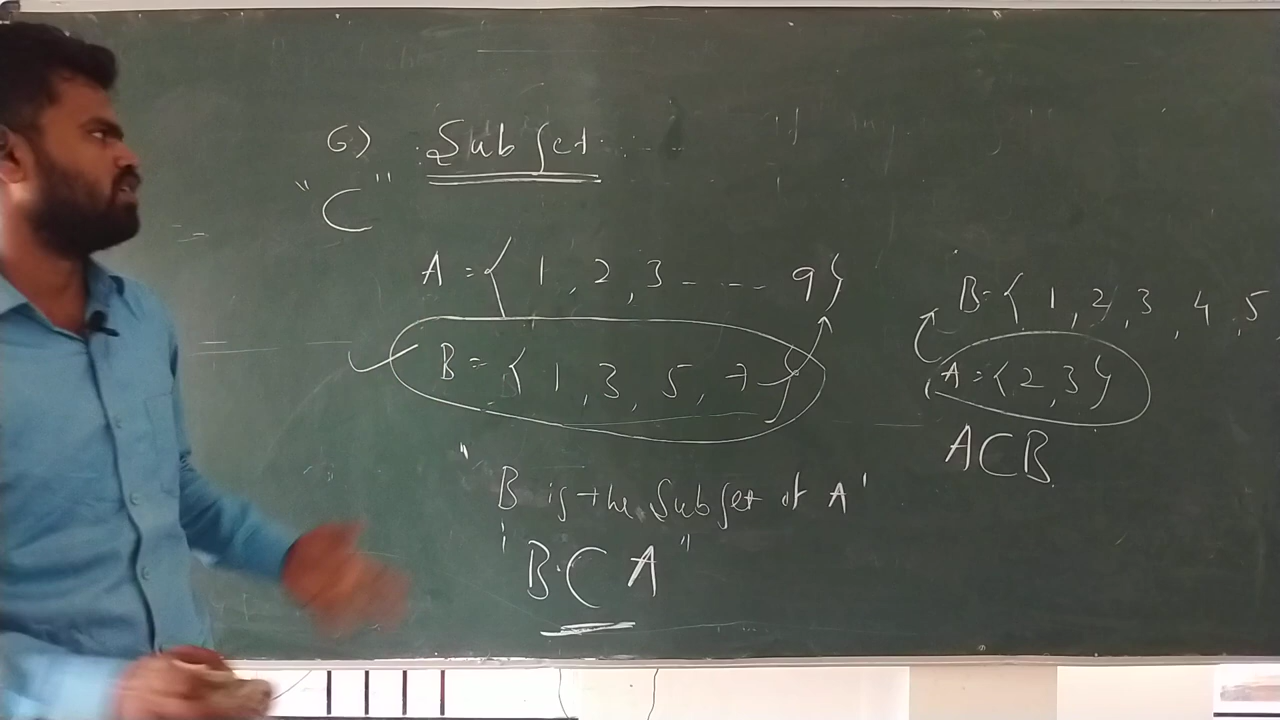 6) Subset
"⊂"
A = { 1, 2, 3 - - - - 9}
B = { 1, 3, 5, 7 }
"B is the subset of A"
"B ⊂ A"
B = { 1, 2, 3, 4, 5
A = {2, 3}
A ⊂ B